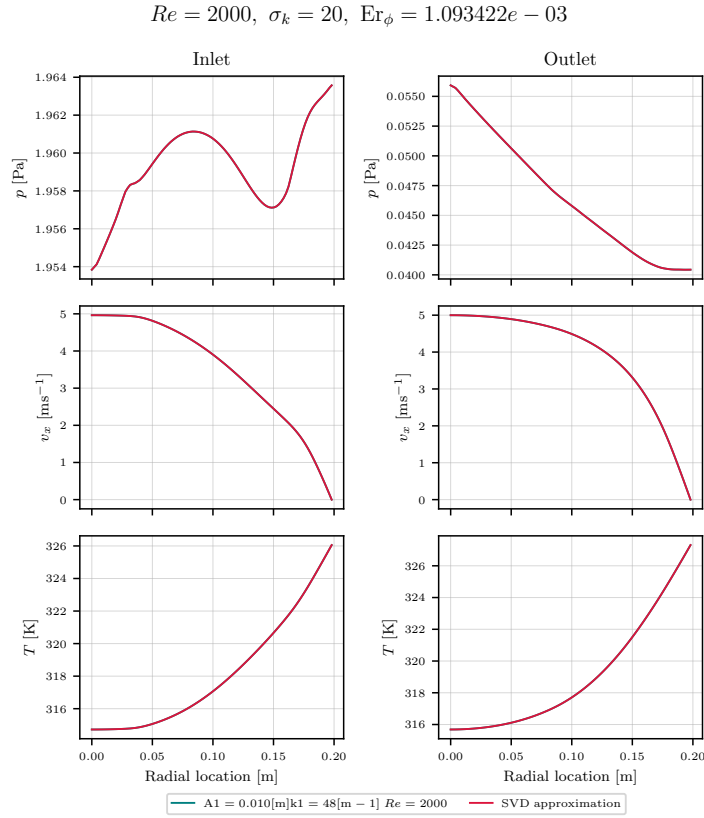 Re = 2000, σₖ = 20, Er_ϕ = 1.093422e − 03
Inlet
1.964
1.962
1.960
1.958
1.956
1.954
p [Pa]
Outlet
0.0550
0.0525
0.0500
0.0475
0.0450
0.0425
0.0400
p [Pa]
5
4
3
2
1
0
vₓ [ms⁻¹]
5
4
3
2
1
0
vₓ [ms⁻¹]
326
324
322
320
318
316
T [K]
0.00 0.05 0.10 0.15 0.20
Radial location [m]
326
324
322
320
318
316
T [K]
0.00 0.05 0.10 0.15 0.20
Radial location [m]
A1 = 0.010[m]k1 = 48[m − 1] Re = 2000
SVD approximation